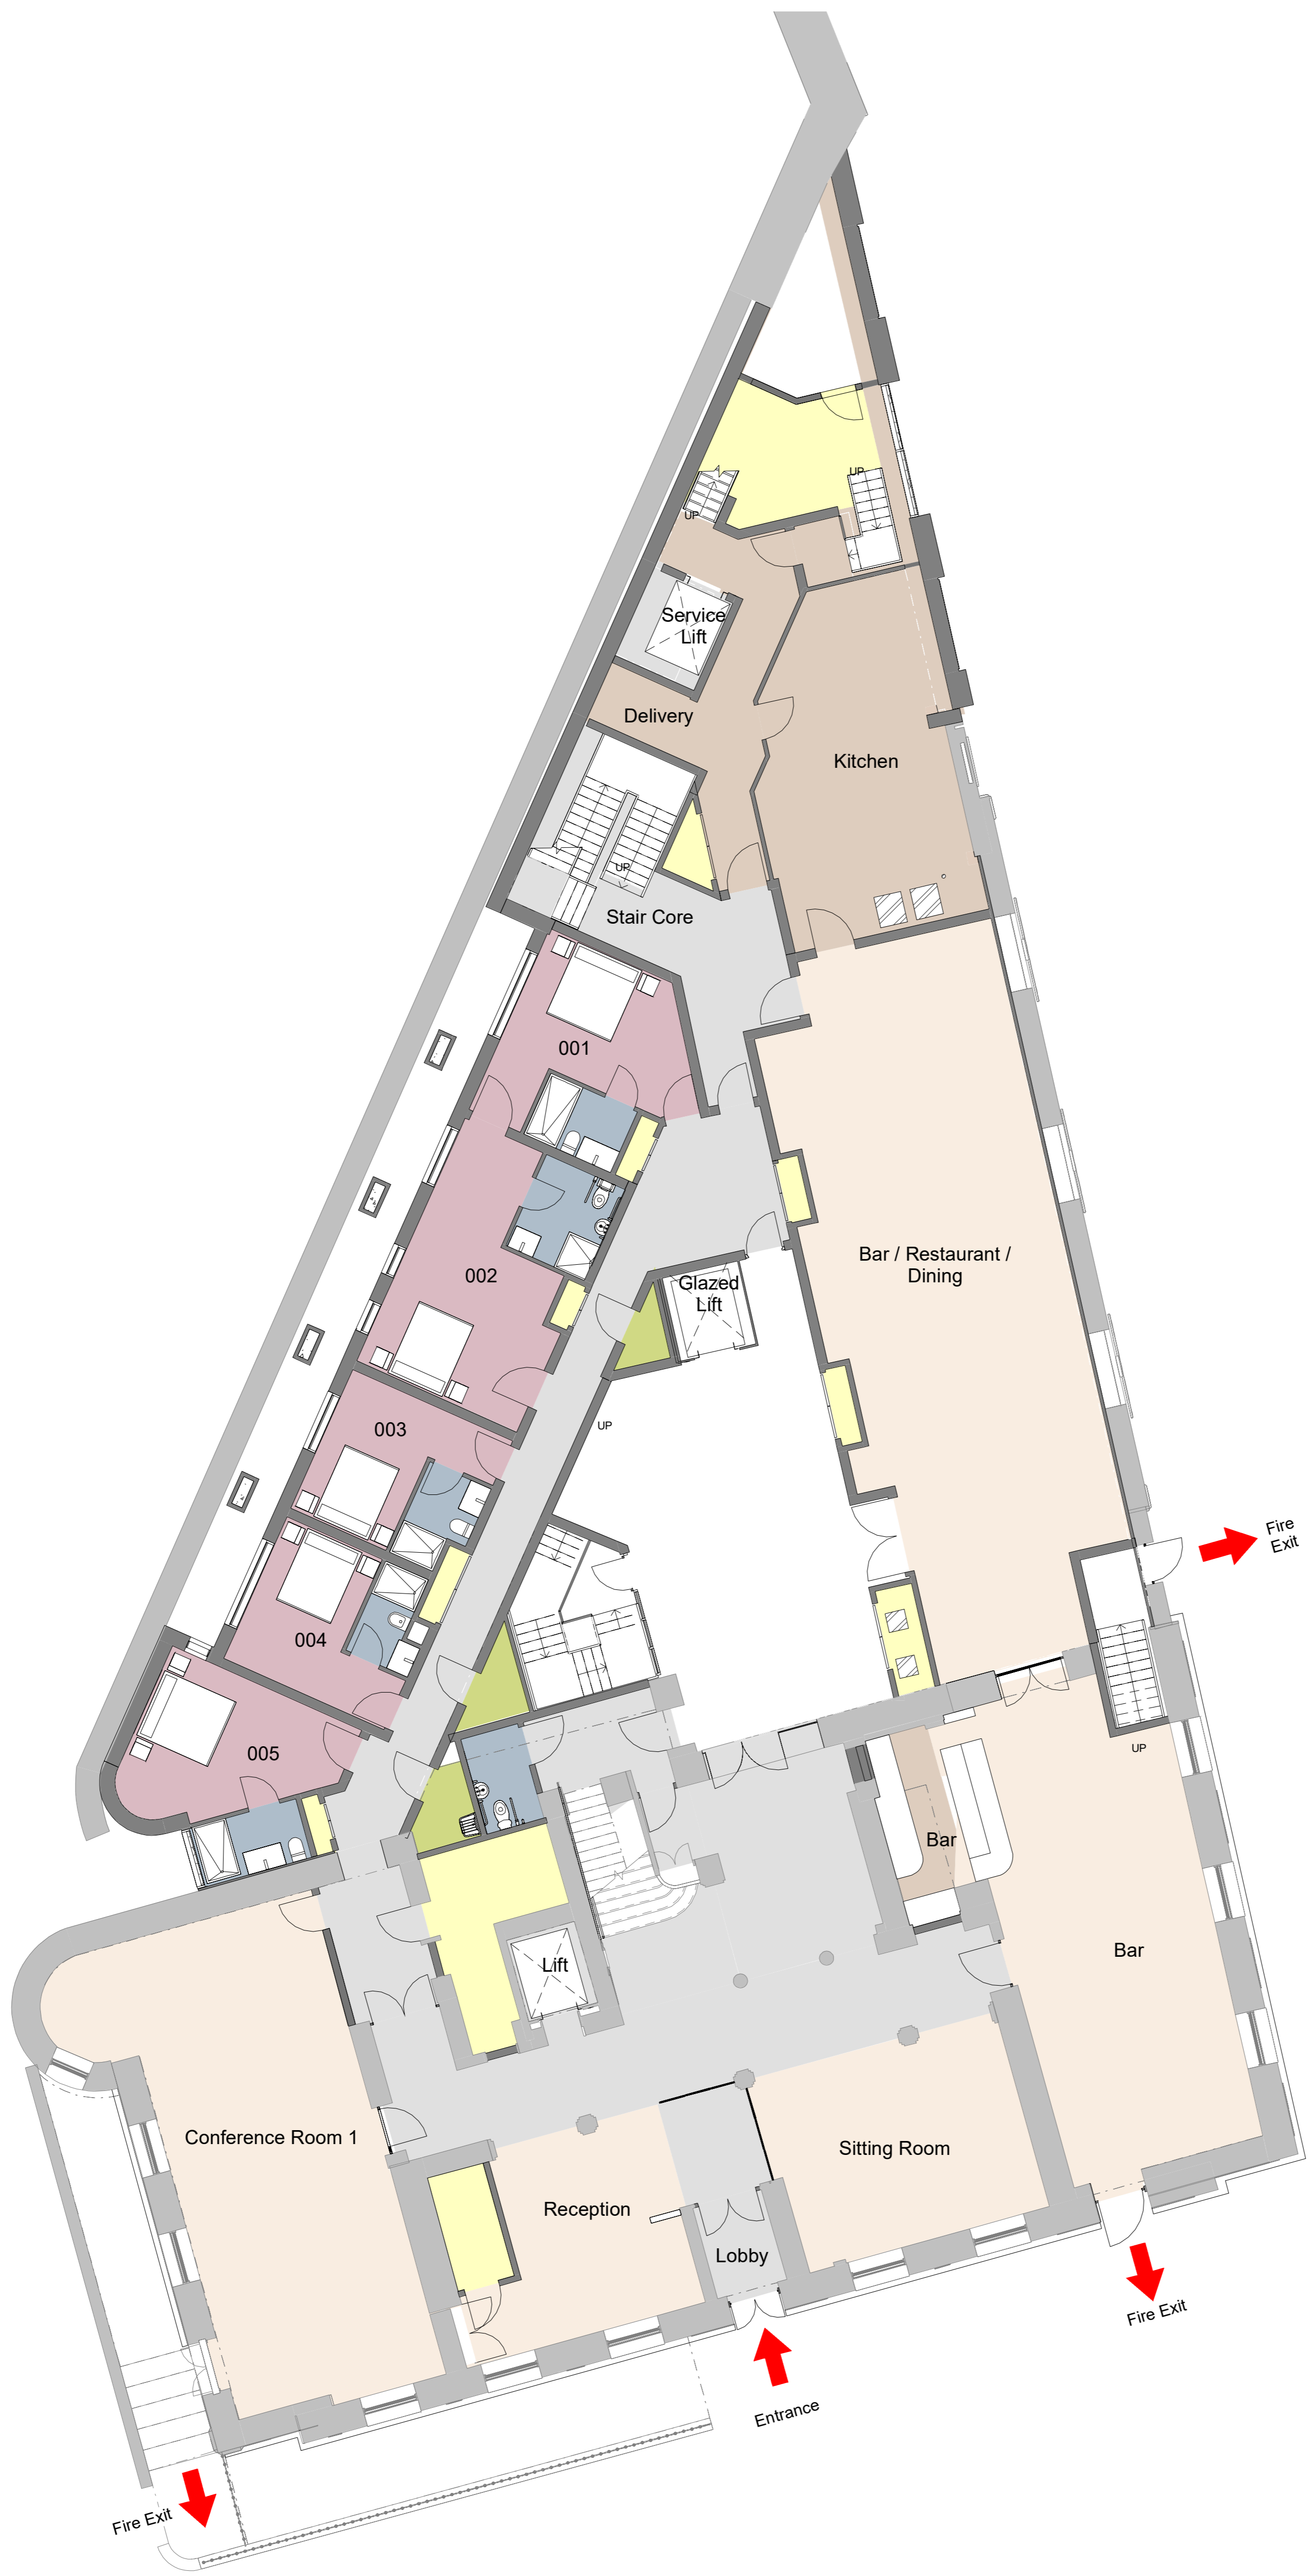 UP
UP
Service
Lift
Delivery
Kitchen
UP
Stair Core
001
Bar / Restaurant /
Dining
002
Glazed
Lift
UP
003
Fire
Exit
004
005
UP
Bar
Bar
Lift
Conference Room 1
Sitting Room
Reception
Lobby
Fire Exit
Entrance
Fire Exit